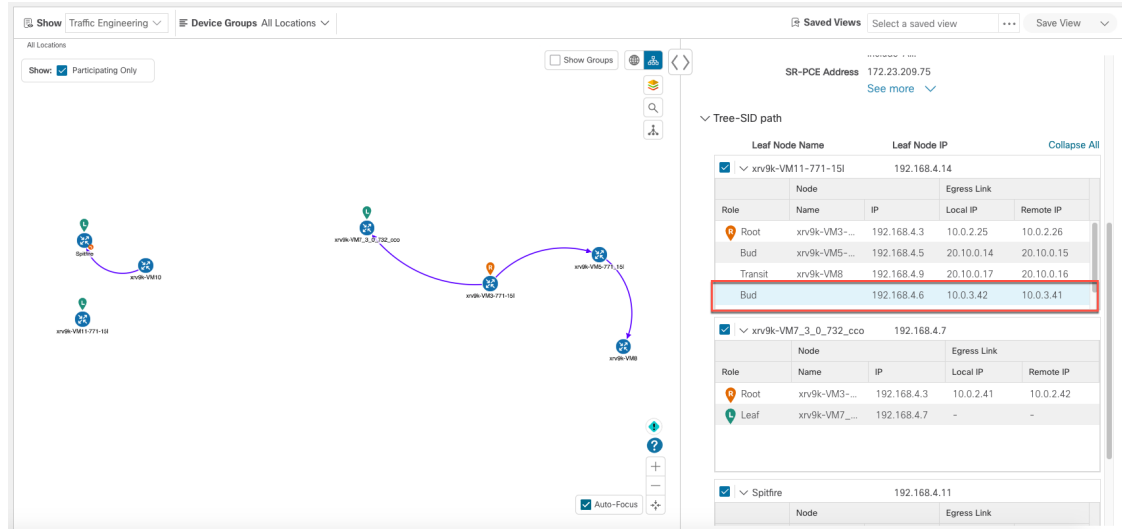 Show Traffic Engineering Device Groups All Locations Saved Views Select a saved view ... Save View
All Locations
Show: Participating Only
Show Groups
SR-PCE Address 172.23.209.75
See more
Tree-SID path
Leaf Node Name Leaf Node IP Collapse All
xrv9k-VM11-771-15I 192.168.4.14
Node Egress Link
Role Name IP Local IP Remote IP
R Root xrv9k-VM3-... 192.168.4.3 10.0.2.25 10.0.2.26
Bud xrv9k-VM5-... 192.168.4.5 20.10.0.14 20.10.0.15
Transit xrv9k-VM8 192.168.4.9 20.10.0.17 20.10.0.16
Bud 192.168.4.6 10.0.3.42 10.0.3.41
xrv9k-VM7_3_0_732_cco 192.168.4.7
Node Egress Link
Role Name IP Local IP Remote IP
R Root xrv9k-VM3-... 192.168.4.3 10.0.2.41 10.0.2.42
L Leaf xrv9k-VM7_... 192.168.4.7 - -
Spitfire 192.168.4.11
Node Egress Link
L
xrv9k-VM7_3_0_732_cco
L
Spitfire
xrv9k-VM10
R
xrv9k-VM5-771_15I
xrv9k-VM3-771-15I
L
xrv9k-VM11-771-15I
xrv9k-VM8
?
Auto-Focus